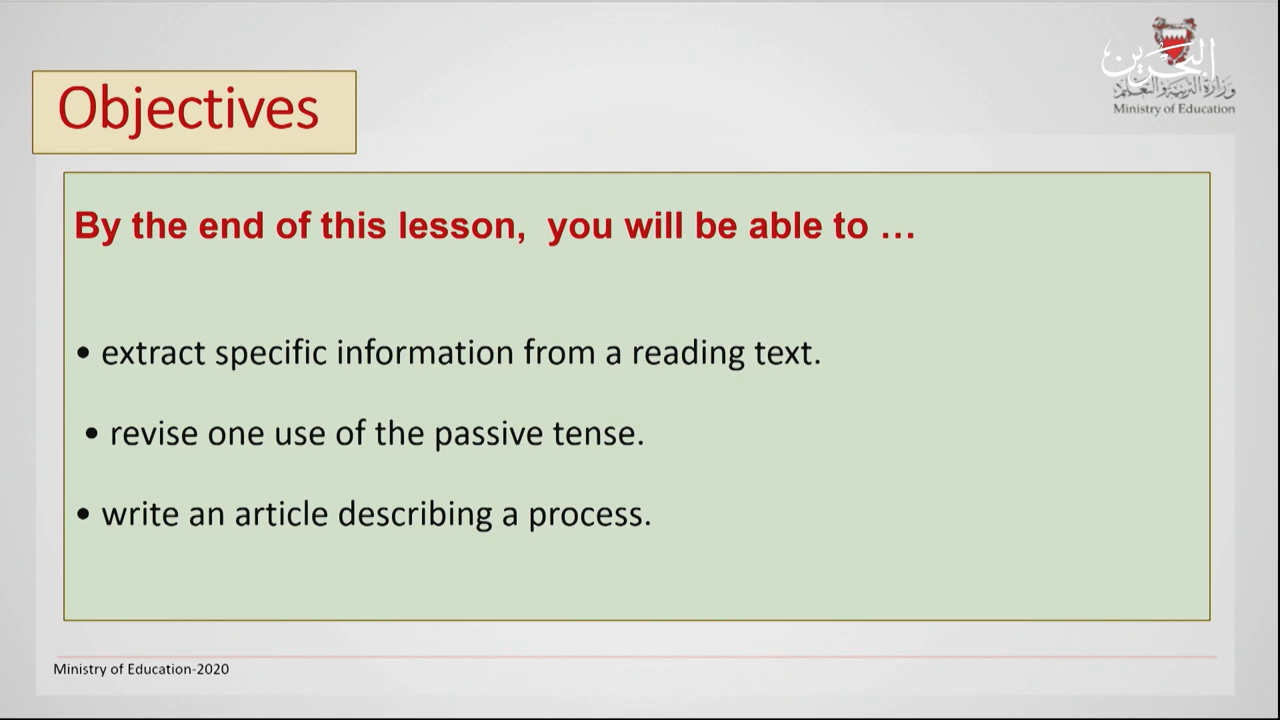 البحرين
وزارة التربية والتعليم
Ministry of Education
Objectives
By the end of this lesson, you will be able to …
• extract specific information from a reading text.
• revise one use of the passive tense.
• write an article describing a process.
Ministry of Education-2020